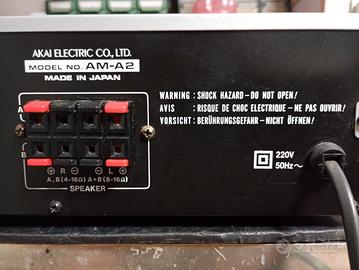 AKAI ELECTRIC CO., LTD.
MODEL NO. AM-A2
MADE IN JAPAN
WARNING : SHOCK HAZARD–DO NOT OPEN!
AVIS : RISQUE DE CHOC ELECTRIQUE–NE PAS OUVRIR!
VORSICHT : BERÜHRUNGSGEFAHR–NICHT ÖFFNEN!
A
B
⊕ R ⊖ ⊖ L ⊕
A, B(4-16Ω) A+B(8-16Ω)
SPEAKER
220V
50Hz~
subito